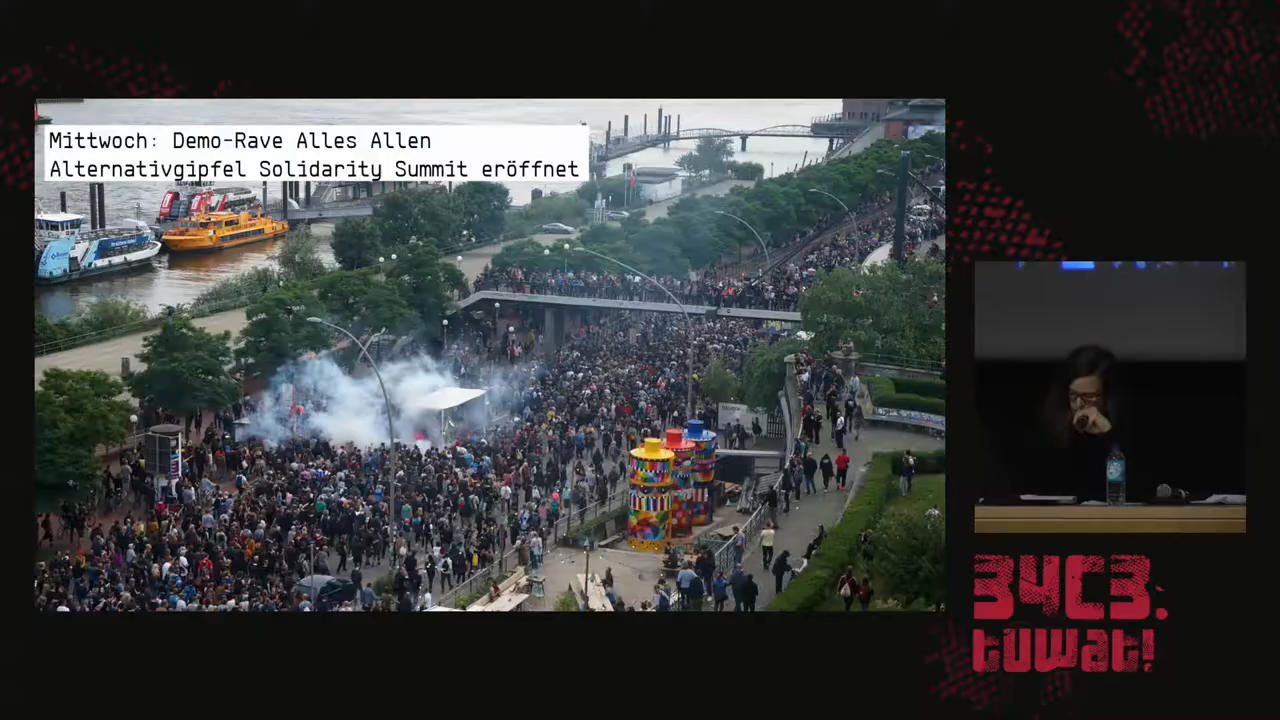 Mittwoch: Demo-Rave Alles Allen
Alternativgipfel Solidarity Summit eröffnet
34C3:
tuwat!